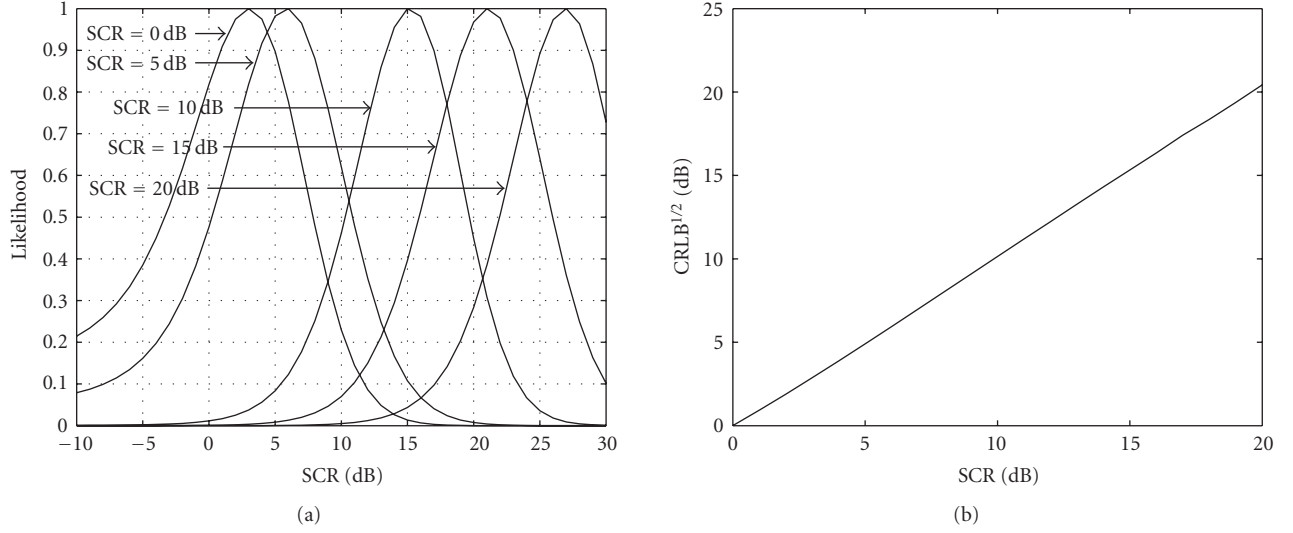 1
0.9
0.8
0.7
0.6
0.5
0.4
0.3
0.2
0.1
0
Likelihood
SCR = 0 dB
SCR = 5 dB
SCR = 10 dB
SCR = 15 dB
SCR = 20 dB
−10 −5 0 5 10 15 20 25 30
SCR (dB)
(a)
25
20
15
10
5
0
CRLB^{1/2} (dB)
0 5 10 15 20
SCR (dB)
(b)